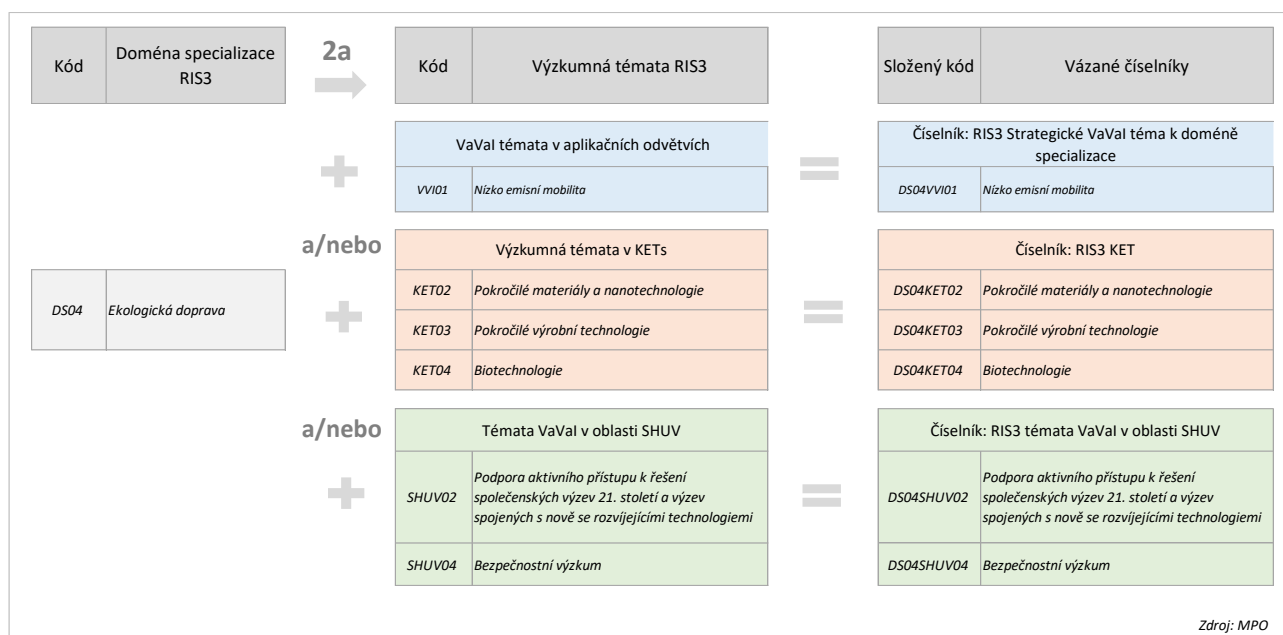 Kód
Doména specializace
RIS3
2a
Kód
Výzkumná témata RIS3
Složený kód
Vázané číselníky
VaVaI témata v aplikačních odvětvích
VVI01
Nízko emisní mobilita
Číselník: RIS3 Strategické VaVaI téma k doméně
specializace
DS04VVI01
Nízko emisní mobilita
DS04
Ekologická doprava
a/nebo
Výzkumná témata v KETs
KET02
Pokročilé materiály a nanotechnologie
KET03
Pokročilé výrobní technologie
KET04
Biotechnologie
Číselník: RIS3 KET
DS04KET02
Pokročilé materiály a nanotechnologie
DS04KET03
Pokročilé výrobní technologie
DS04KET04
Biotechnologie
a/nebo
Témata VaVaI v oblasti SHUV
SHUV02
Podpora aktivního přístupu k řešení
společenských výzev 21. století a výzev
spojených s nově se rozvíjejícími technologiemi
SHUV04
Bezpečnostní výzkum
Číselník: RIS3 témata VaVaI v oblasti SHUV
DS04SHUV02
Podpora aktivního přístupu k řešení
společenských výzev 21. století a výzev
spojených s nově se rozvíjejícími technologiemi
DS04SHUV04
Bezpečnostní výzkum
Zdroj: MPO